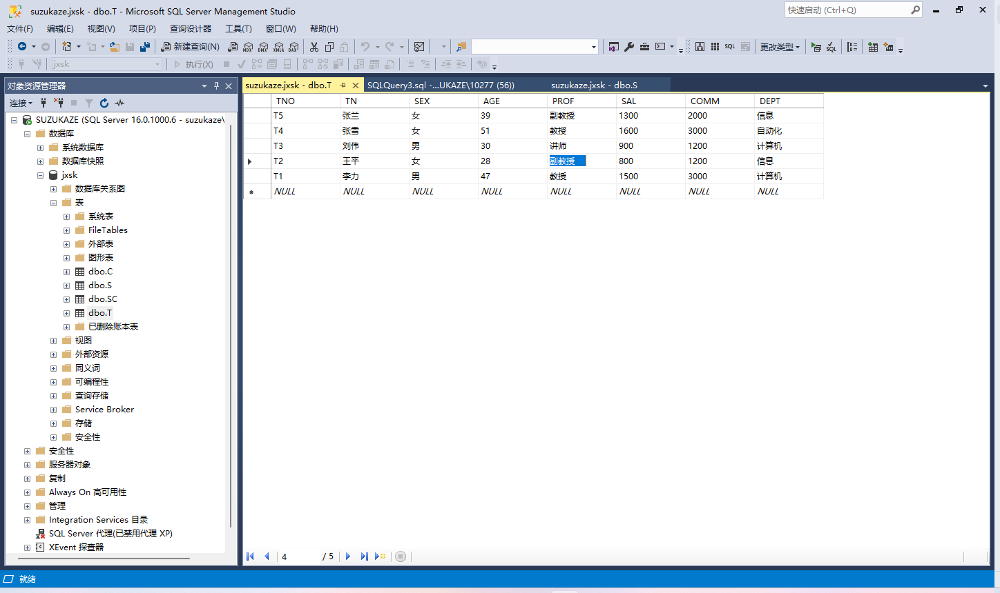 suzukaze.jxsk - dbo.T - Microsoft SQL Server Management Studio
快速启动 (Ctrl+Q)
文件(F) 编辑(E) 视图(V) 项目(P) 查询设计器 工具(T) 窗口(W) 帮助(H)
新建查询(N) MDX DMX XMLA DAX SQL 更改类型 SQL
jxsk 执行(X)
对象资源管理器
连接
SUZUKAZE (SQL Server 16.0.1000.6 - suzukaze\
数据库
系统数据库
数据库快照
jxsk
数据库关系图
表
系统表
FileTables
外部表
图形表
dbo.C
dbo.S
dbo.SC
dbo.T
已删除账本表
视图
外部资源
同义词
可编程性
查询存储
Service Broker
存储
安全性
安全性
服务器对象
复制
Always On 高可用性
管理
Integration Services 目录
SQL Server 代理(已禁用代理 XP)
XEvent 探查器
suzukaze.jxsk - dbo.T SQLQuery3.sql -...UKAZE\10277 (56)) suzukaze.jxsk - dbo.S
TNO TN SEX AGE PROF SAL COMM DEPT
T5 张兰 女 39 副教授 1300 2000 信息
T4 张雪 女 51 教授 1600 3000 自动化
T3 刘伟 男 30 讲师 900 1200 计算机
T2 王平 女 28 副教授 800 1200 信息
T1 李力 男 47 教授 1500 3000 计算机
NULL NULL NULL NULL NULL NULL NULL NULL
4 / 5
就绪